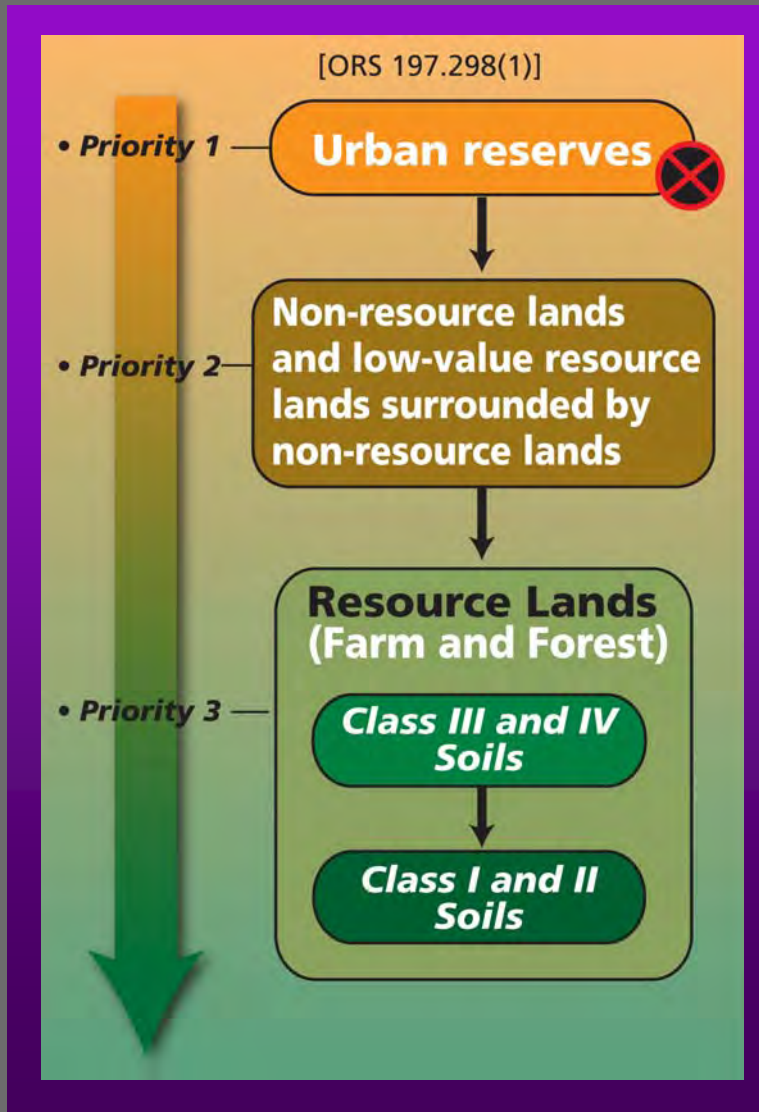 [ORS 197.298(1)]
• Priority 1
Urban reserves
• Priority 2
Non-resource lands
and low-value resource
lands surrounded by
non-resource lands
• Priority 3
Resource Lands
(Farm and Forest)
Class III and IV
Soils
Class I and II
Soils